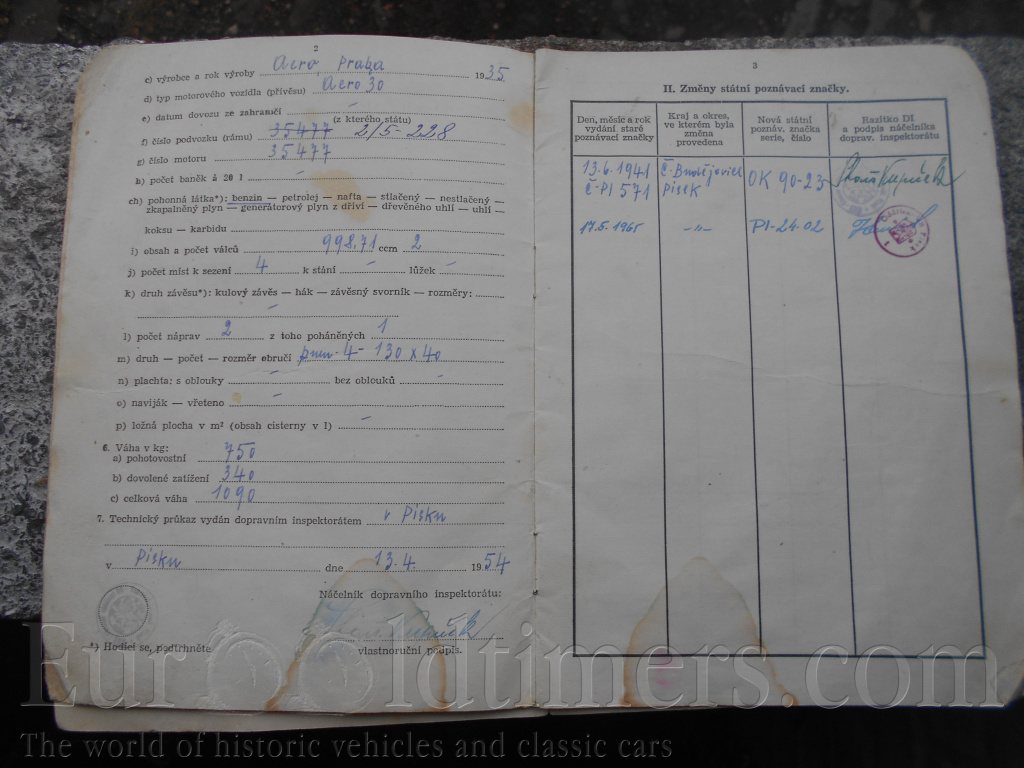 2
c) výrobce a rok výroby Aero, Praha 1935
d) typ motorového vozidla (přívěsu) Aero 30
e) datum dovozu ze zahraničí –
(z kterého státu)
f) číslo podvozku (rámu) 35477 2/5-228
g) číslo motoru 35477
h) počet baněk à 20 l –
ch) pohonná látka*): benzin — petrolej — nafta — stlačený — nestlačený —
zkapalněný plyn — generátorový plyn z dříví — dřevěného uhlí — uhlí —
koksu — karbidu
i) obsah a počet válců 998,71 ccm 2
j) počet míst k sezení 4 k stání – lůžek –
k) druh závěsu*): kulový závěs — hák — závěsný svorník — rozměry:
–
l) počet náprav 2 z toho poháněných 1
m) druh — počet — rozměr obručí pneu - 4 - 130 x 40
n) plachta: s oblouky – bez oblouků –
o) naviják — vřeteno –
p) ložná plocha v m² (obsah cisterny v l) –
6. Váha v kg:
a) pohotovostní 750
b) dovolené zatížení 340
c) celková váha 1090
7. Technický průkaz vydán dopravním inspektorátem v Písku
v Písku dne 13.4 1954
Náčelník dopravního inspektorátu:
*) Hodící se, podtrhněte
vlastnoruční podpis.
3
II. Změny státní poznávací značky.
Den, měsíc a rok vydání staré poznávací značky
Kraj a okres, ve kterém byla změna provedena
Nová státní poznáv. značka serie, číslo
Razítko DI a podpis náčelníka doprav. inspektorátu
13.6.1941 Č. Budějovice OK 90-23
Č-PI 571 Písek
17.5.1965 -"- PI-24-02
EuroOldtimers.com
The world of historic vehicles and classic cars